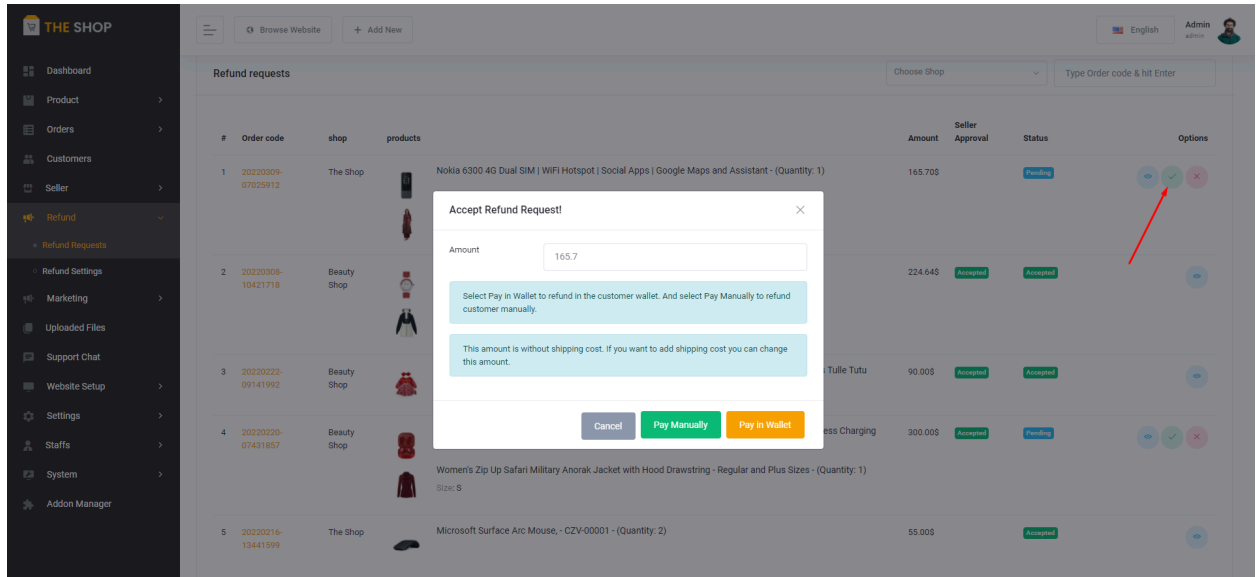 THE SHOP
Browse Website
+ Add New
English
Admin
admin
Dashboard
Product
Orders
Customers
Seller
Refund
Refund Requests
Refund Settings
Marketing
Uploaded Files
Support Chat
Website Setup
Settings
Staffs
System
Addon Manager
Refund requests
Choose Shop
Type Order code & hit Enter
# Order code shop products Amount Seller Approval Status Options
1 20220309-07025912 The Shop Nokia 6300 4G Dual SIM | WiFi Hotspot | Social Apps | Google Maps and Assistant - (Quantity: 1) 165.70$ Pending
2 20220308-10421718 Beauty Shop 224.64$ Accepted Accepted
3 20220222-09141992 Beauty Shop Tulle Tutu 90.00$ Accepted Accepted
4 20220220-07431857 Beauty Shop ess Charging 300.00$ Accepted Pending
Women's Zip Up Safari Military Anorak Jacket with Hood Drawstring - Regular and Plus Sizes - (Quantity: 1)
Size: S
5 20220216-13441599 The Shop Microsoft Surface Arc Mouse, - CZV-00001 - (Quantity: 2) 55.00$ Accepted
Accept Refund Request!
Amount
165.7
Select Pay in Wallet to refund in the customer wallet. And select Pay Manually to refund
customer manually.
This amount is without shipping cost. If you want to add shipping cost you can change
this amount.
Cancel
Pay Manually
Pay in Wallet